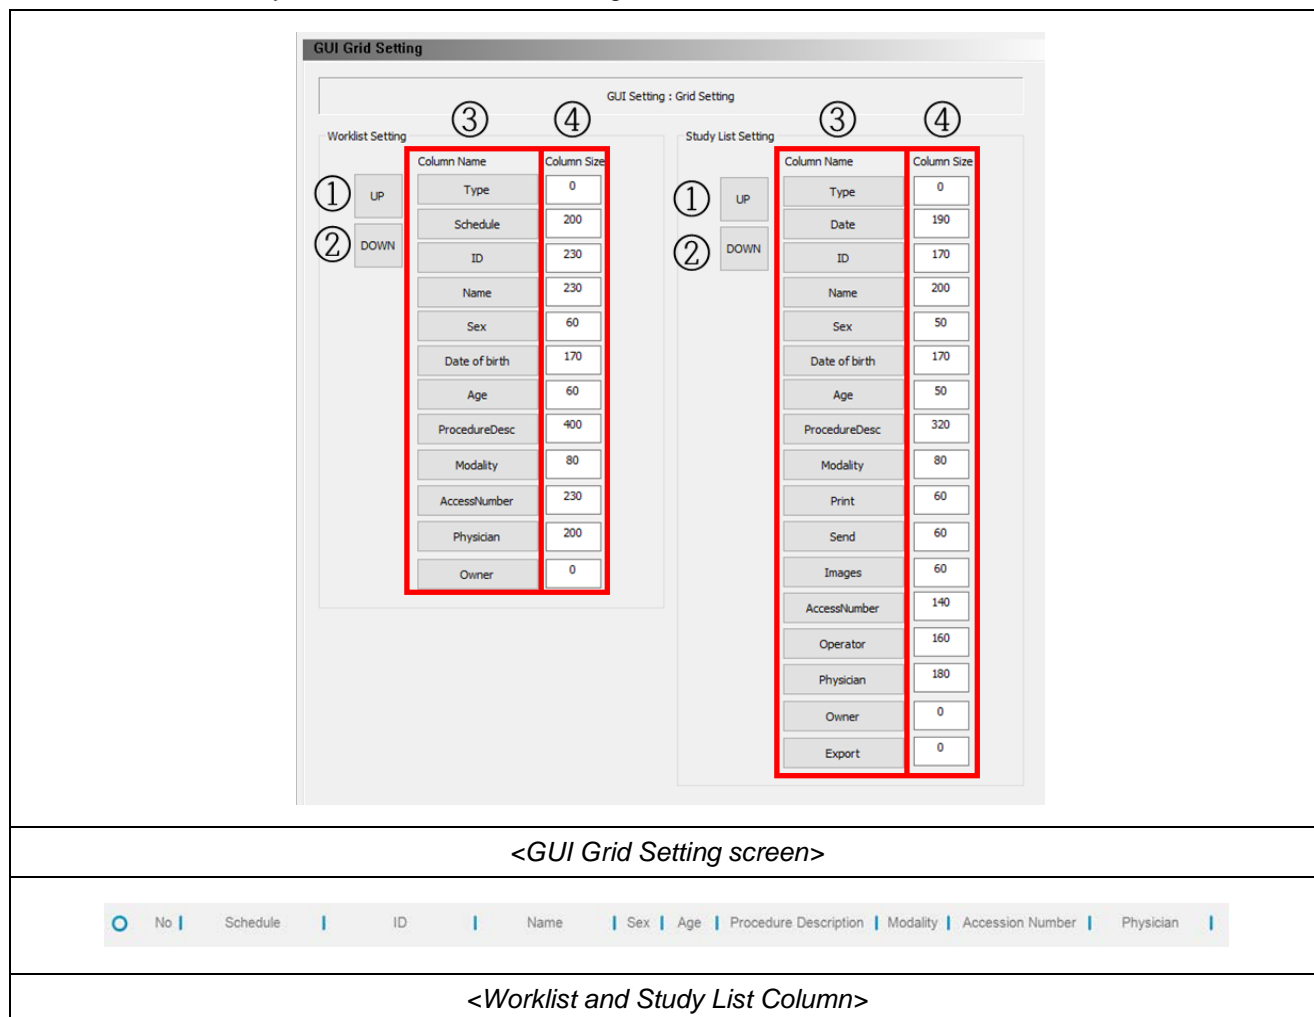 GUI Grid Setting
GUI Setting : Grid Setting
Worklist Setting
③ ④
Column Name Column Size
① UP
② DOWN
Type 0
Schedule 200
ID 230
Name 230
Sex 60
Date of birth 170
Age 60
ProcedureDesc 400
Modality 80
AccessNumber 230
Physician 200
Owner 0
Study List Setting
③ ④
Column Name Column Size
① UP
② DOWN
Type 0
Date 190
ID 170
Name 200
Sex 50
Date of birth 170
Age 50
ProcedureDesc 320
Modality 80
Print 60
Send 60
Images 60
AccessNumber 140
Operator 160
Physician 180
Owner 0
Export 0
<GUI Grid Setting screen>
No Schedule ID Name Sex Age Procedure Description Modality Accession Number Physician
<Worklist and Study List Column>